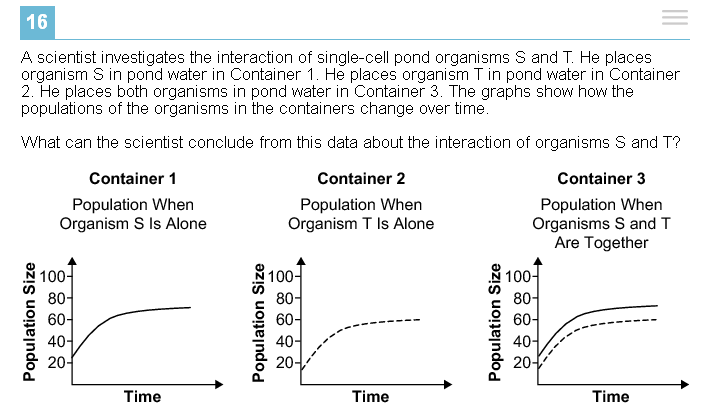 16
A scientist investigates the interaction of single-cell pond organisms S and T. He places
organism S in pond water in Container 1. He places organism T in pond water in Container
2. He places both organisms in pond water in Container 3. The graphs show how the
populations of the organisms in the containers change over time.
What can the scientist conclude from this data about the interaction of organisms S and T?
Container 1
Population When
Organism S Is Alone
Population Size
100
80
60
40
20
Time
Container 2
Population When
Organism T Is Alone
Population Size
100
80
60
40
20
Time
Container 3
Population When
Organisms S and T
Are Together
Population Size
100
80
60
40
20
Time